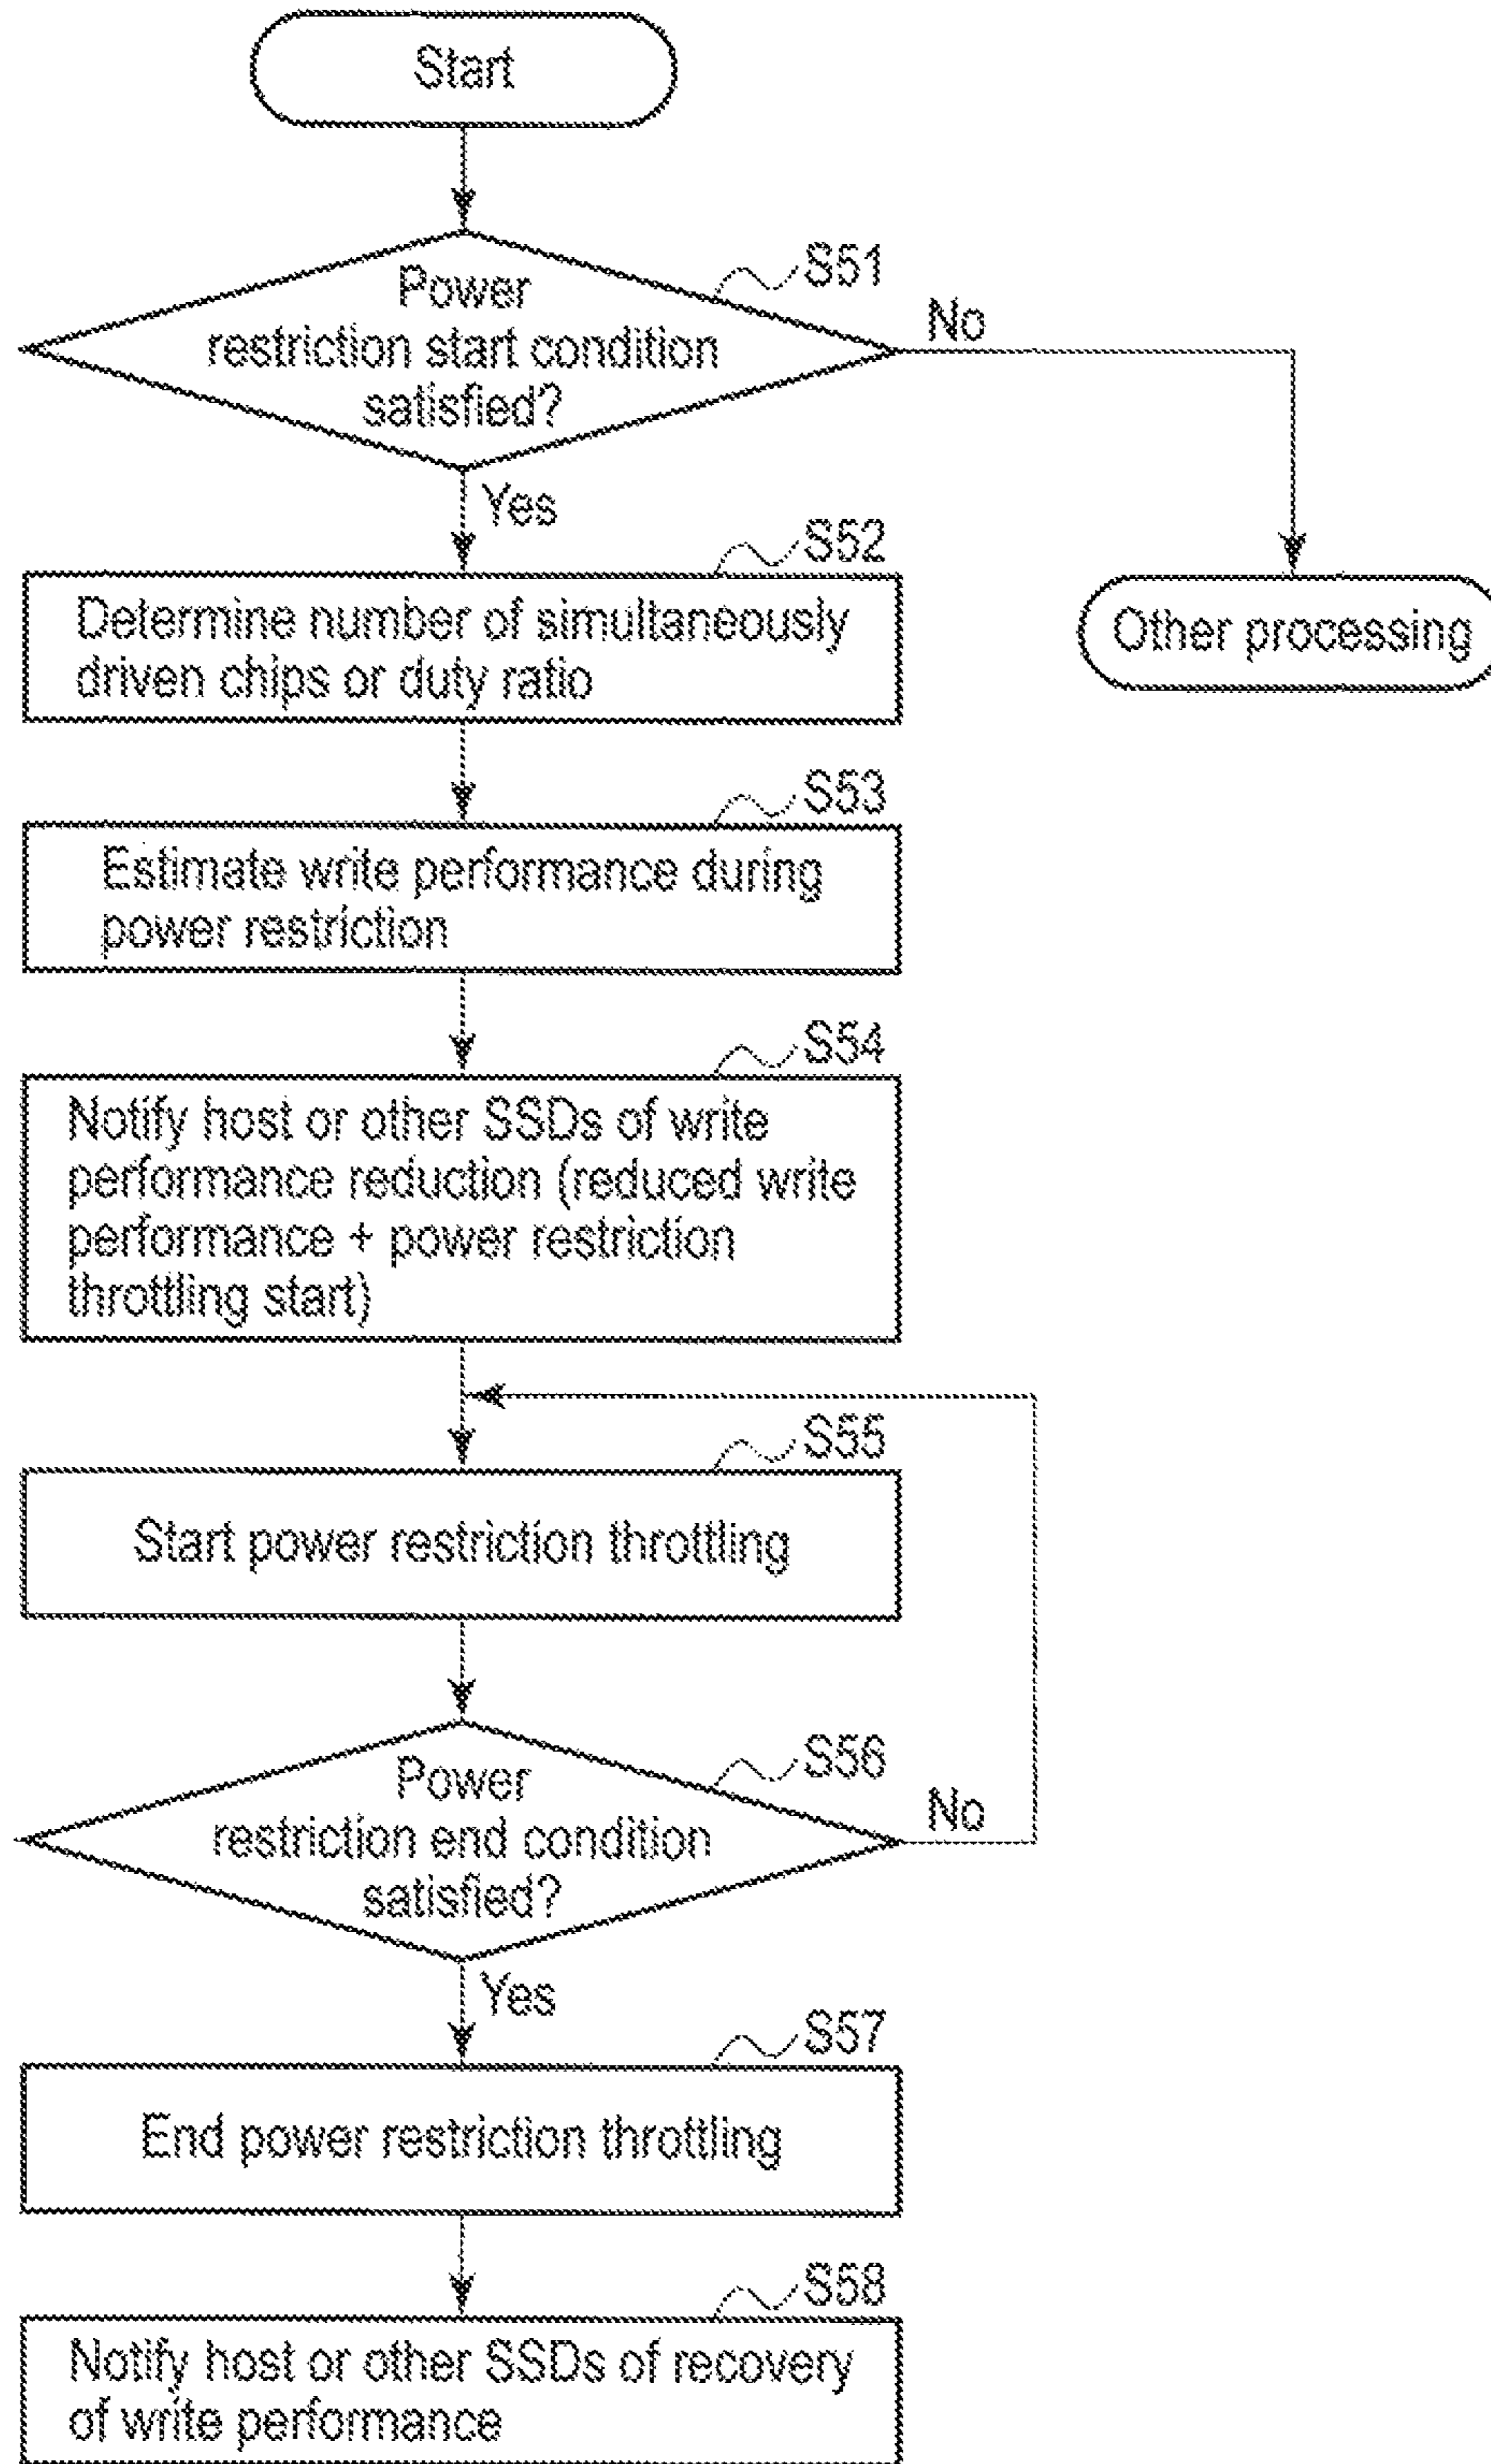 Start
S51
Power
restriction start condition
satisfied?
No
Yes
Other processing
S52
Determine number of simultaneously
driven chips or duty ratio
S53
Estimate write performance during
power restriction
S54
Notify host or other SSDs of write
performance reduction (reduced write
performance + power restriction
throttling start)
S55
Start power restriction throttling
S56
Power
restriction end condition
satisfied?
No
Yes
S57
End power restriction throttling
S58
Notify host or other SSDs of recovery
of write performance